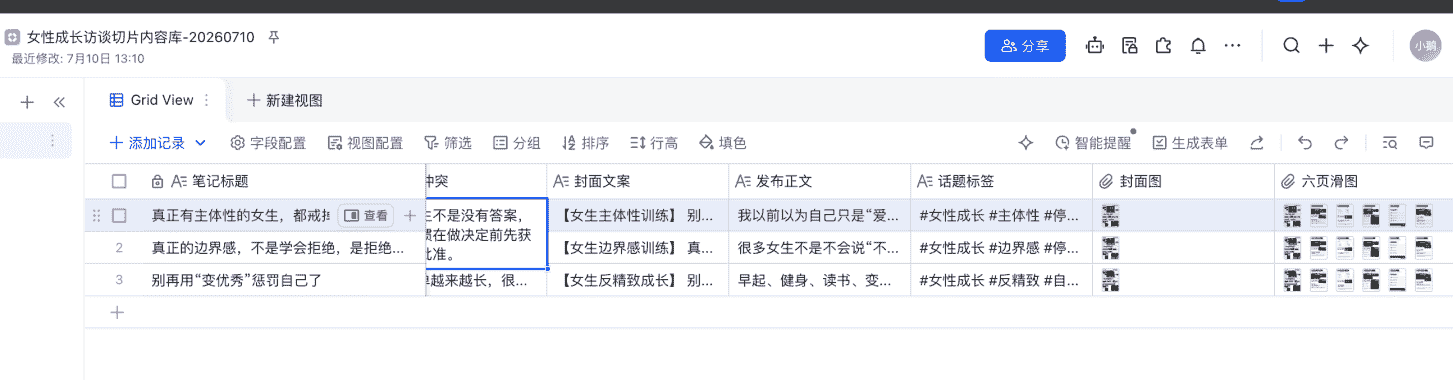 女性成长访谈切片内容库-20260710
最近修改: 7月10日 13:10
分享
小鹅
Grid View
新建视图
添加记录 字段配置 视图配置 筛选 分组 排序 行高 填色 智能提醒 生成表单
笔记标题 冲突 封面文案 发布正文 话题标签 封面图 六页滑图
真正有主体性的女生，都戒掉 查看 不是没有答案， 【女生主体性训练】 别... 我以前以为自己只是“爱... #女性成长 #主体性 #停...
惯在做决定前先获
批准。
2 真正的边界感，不是学会拒绝，是拒绝... 【女生边界感训练】 真... 很多女生不是不会说“不... #女性成长 #边界感 #停...
3 别再用“变优秀”惩罚自己了 越来越长，很... 【女生反精致成长】 别... 早起、健身、读书、变... #女性成长 #反精致 #自...